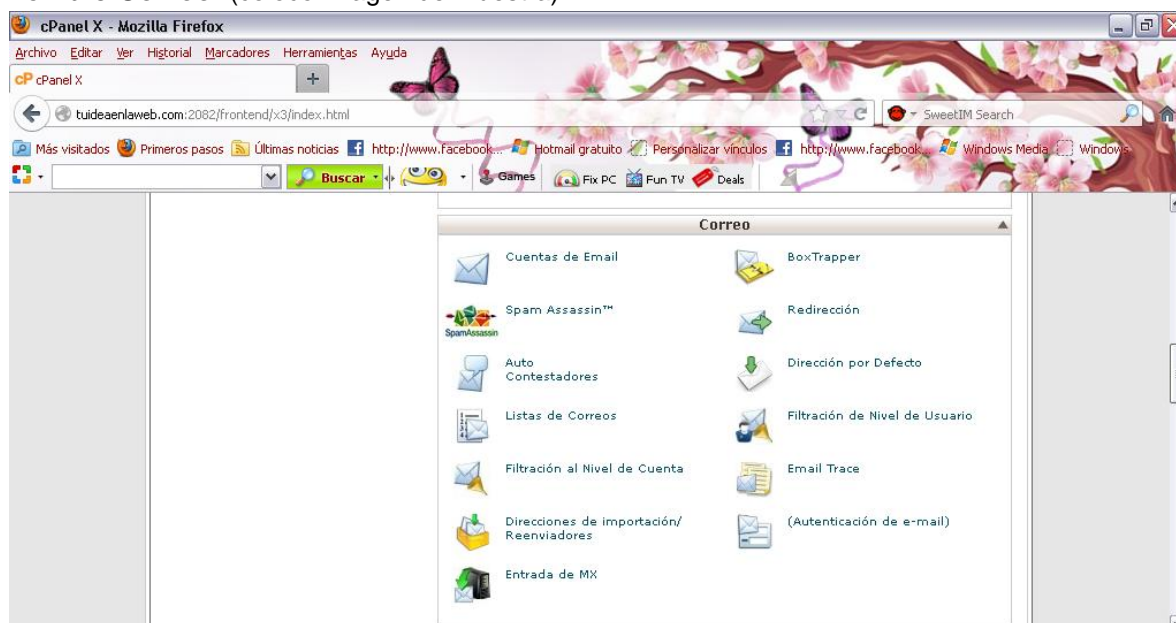 cPanel X - Mozilla Firefox
Archivo Editar Ver Historial Marcadores Herramientas Ayuda
cP cPanel X
tuideaenlaweb.com:2082/frontend/x3/index.html
SweetIM Search
Más visitados Primeros pasos Últimas noticias http://www.facebook... Hotmail gratuito Personalizar vínculos http://www.facebook... Windows Media Windows
Buscar Games Fix PC Fun TV Deals
Correo
Cuentas de Email
BoxTrapper
SpamAssassin
Spam Assassin™
Redirección
Auto
Contestadores
Dirección por Defecto
Listas de Correos
Filtración de Nivel de Usuario
Filtración al Nivel de Cuenta
Email Trace
Direcciones de importación/
Reenviadores
(Autenticación de e-mail)
Entrada de MX